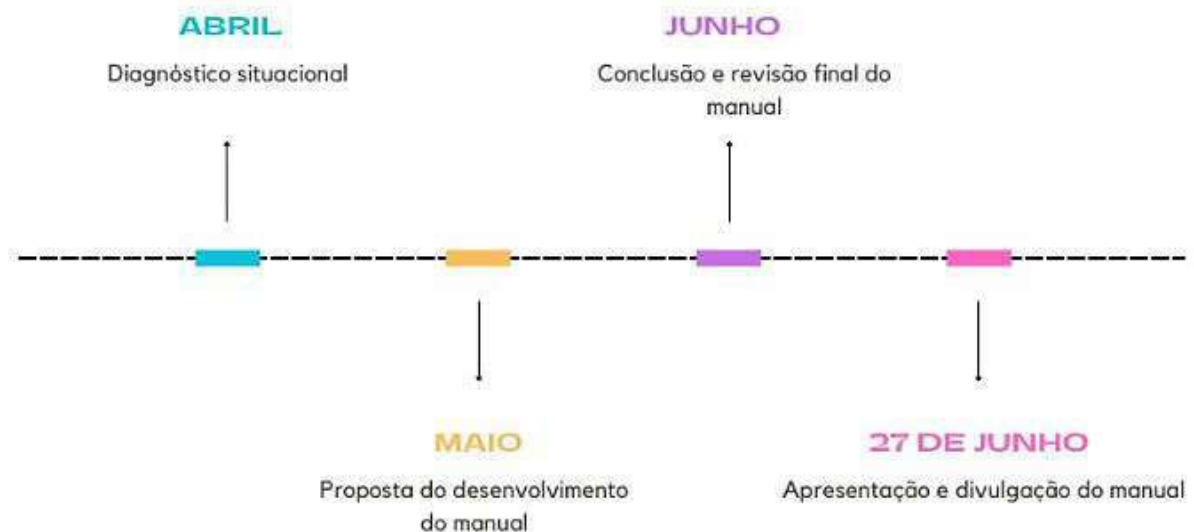 ABRIL
Diagnóstico situacional
JUNHO
Conclusão e revisão final do
manual
MAIO
Proposta do desenvolvimento
do manual
27 DE JUNHO
Apresentação e divulgação do manual